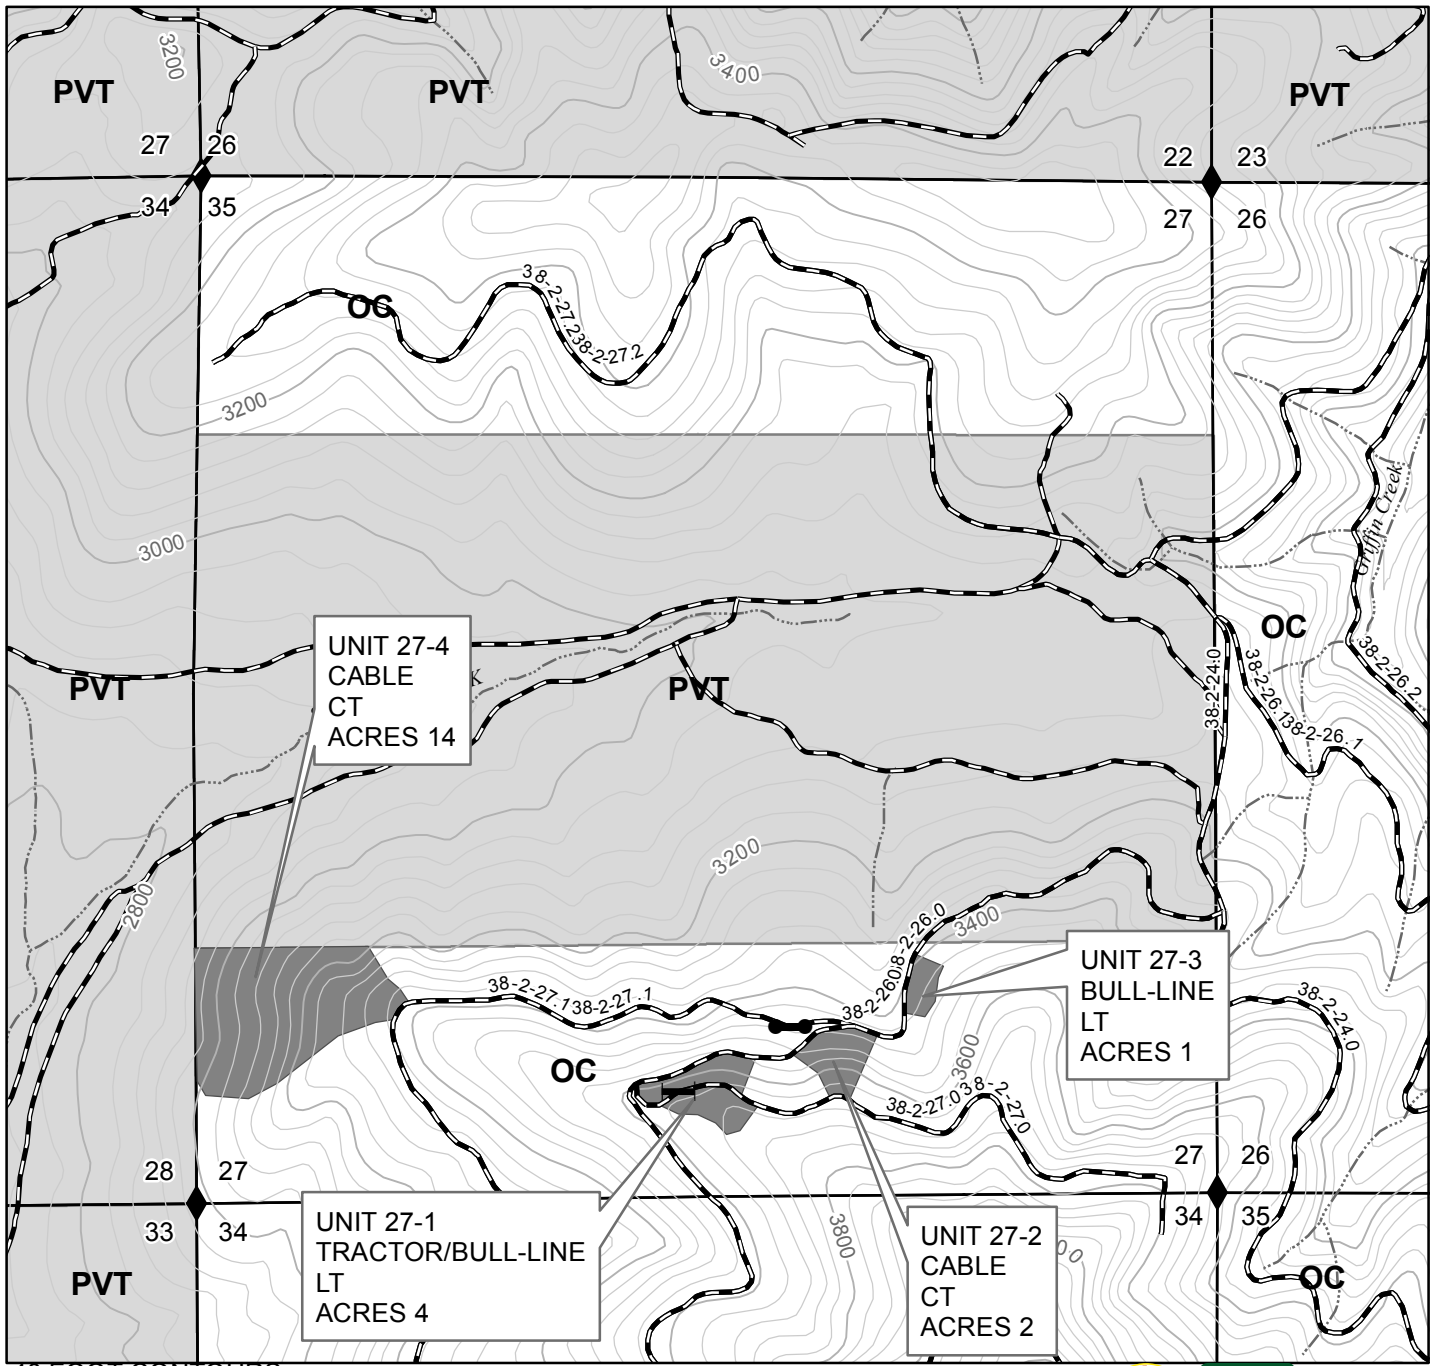 3200
PVT
PVT
3400
PVT
27
26
22
23
34
35
27
26
38-2-27.2
38-2-27.2
OC
3200
Griffin Creek
3000
OC
UNIT 27-4
CABLE
CT
ACRES 14
K
PVT
PVT
38-2-24.0
38-2-26.1
38-2-26.1
38-2-26.2
3200
2800
3400
8-2-26.0
38-2-260
UNIT 27-3
BULL-LINE
LT
ACRES 1
38-2-27.1
38-2-27.1
38-2-24.0
3600
OC
38-2-27.0
38-2-27.0
28
27
27
26
33
34
34
35
UNIT 27-1
TRACTOR/BULL-LINE
LT
ACRES 4
3800
UNIT 27-2
CABLE
CT
ACRES 2
PVT
OC